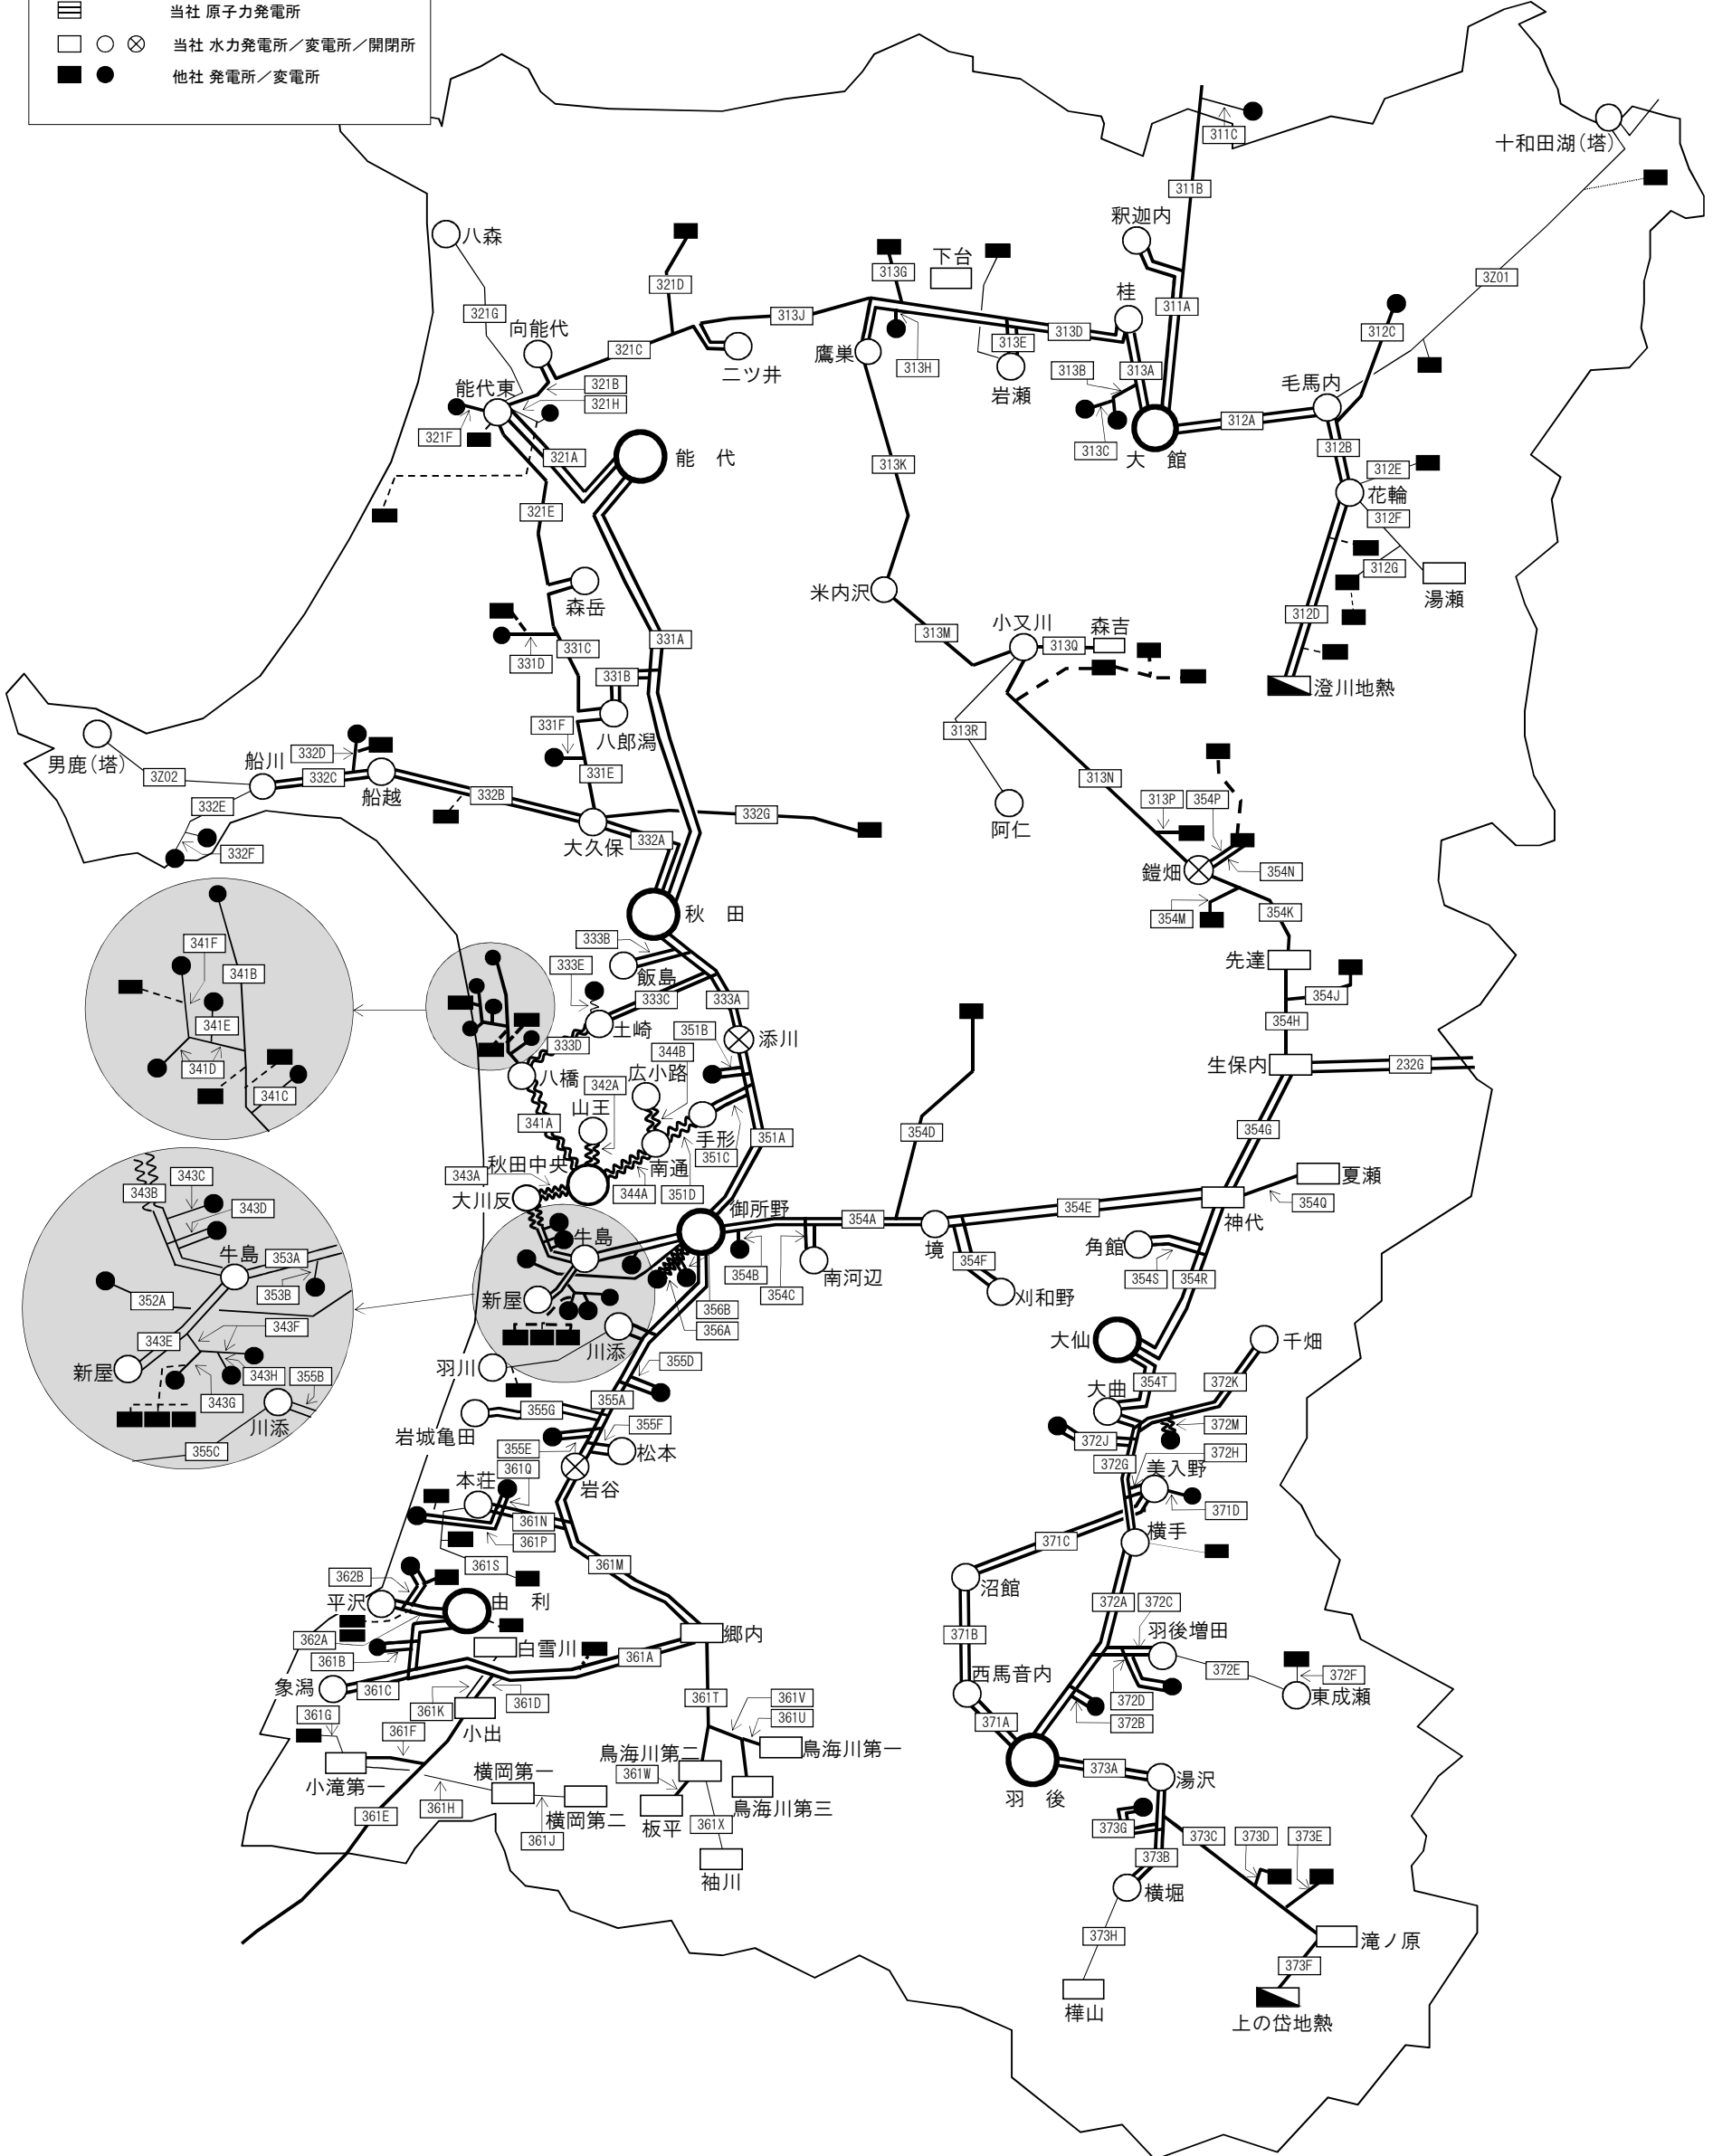 当社 原子力発電所
当社 水力発電所／変電所／開閉所
他社 発電所／変電所
311C
十和田湖(塔)
311B
釈迦内
八森
下台
313G
321D
3Z01
桂
311A
321G
313J
向能代
321C
313D
312C
313E
鷹巣
二ツ井
313H
岩瀬
313B
313A
毛馬内
能代東
321B
321H
321F
312A
313C
大　館
312B
321A
能　代
313K
312E
花輪
321E
312F
312G
湯瀬
米内沢
森岳
312D
小又川
森吉
313M
313Q
331A
331C
331D
331B
澄川地熱
331F
313R
八郎潟
男鹿(塔)
船川
332D
3Z02
332C
船越
331E
313N
332B
332E
332G
313P
354P
阿仁
332A
大久保
332F
鎧畑
354N
354M
354K
秋　田
333B
341F
先達
333E
飯島
341B
354J
333C
333A
354H
341E
土崎
351B
添川
333D
344B
生保内
232G
341D
八橋
342A
広小路
341C
山王
341A
手形
351A
354D
354G
351C
秋田中央
南通
343A
夏瀬
343C
343B
大川反
344A
351D
354Q
343D
御所野
354E
神代
354A
牛島
牛島
境
角館
353A
354F
354S
354R
353B
354B
南河辺
354C
352A
新屋
刈和野
356B
343F
356A
343E
大仙
千畑
川添
新屋
羽川
355D
343H
355B
354T
372K
343G
大曲
355A
355G
川添
355F
372M
岩城亀田
355C
355E
松本
372J
372H
361Q
372G
美入野
本荘
岩谷
371D
361N
横手
361P
371C
361S
361M
362B
沼館
平沢
由　利
372A
372C
362A
白雪川
郷内
371B
羽後増田
361B
361A
372E
372F
西馬音内
象潟
361C
361T
361V
東成瀬
361K
361D
372D
361G
361U
371A
372B
361F
小出
鳥海川第二
鳥海川第一
361W
373A
横岡第一
小滝第一
湯沢
羽　後
361H
鳥海川第三
361E
横岡第二
板平
361X
361J
373G
373C
373D
373E
373B
袖川
横堀
373H
滝ノ原
373F
樺山
上の岱地熱